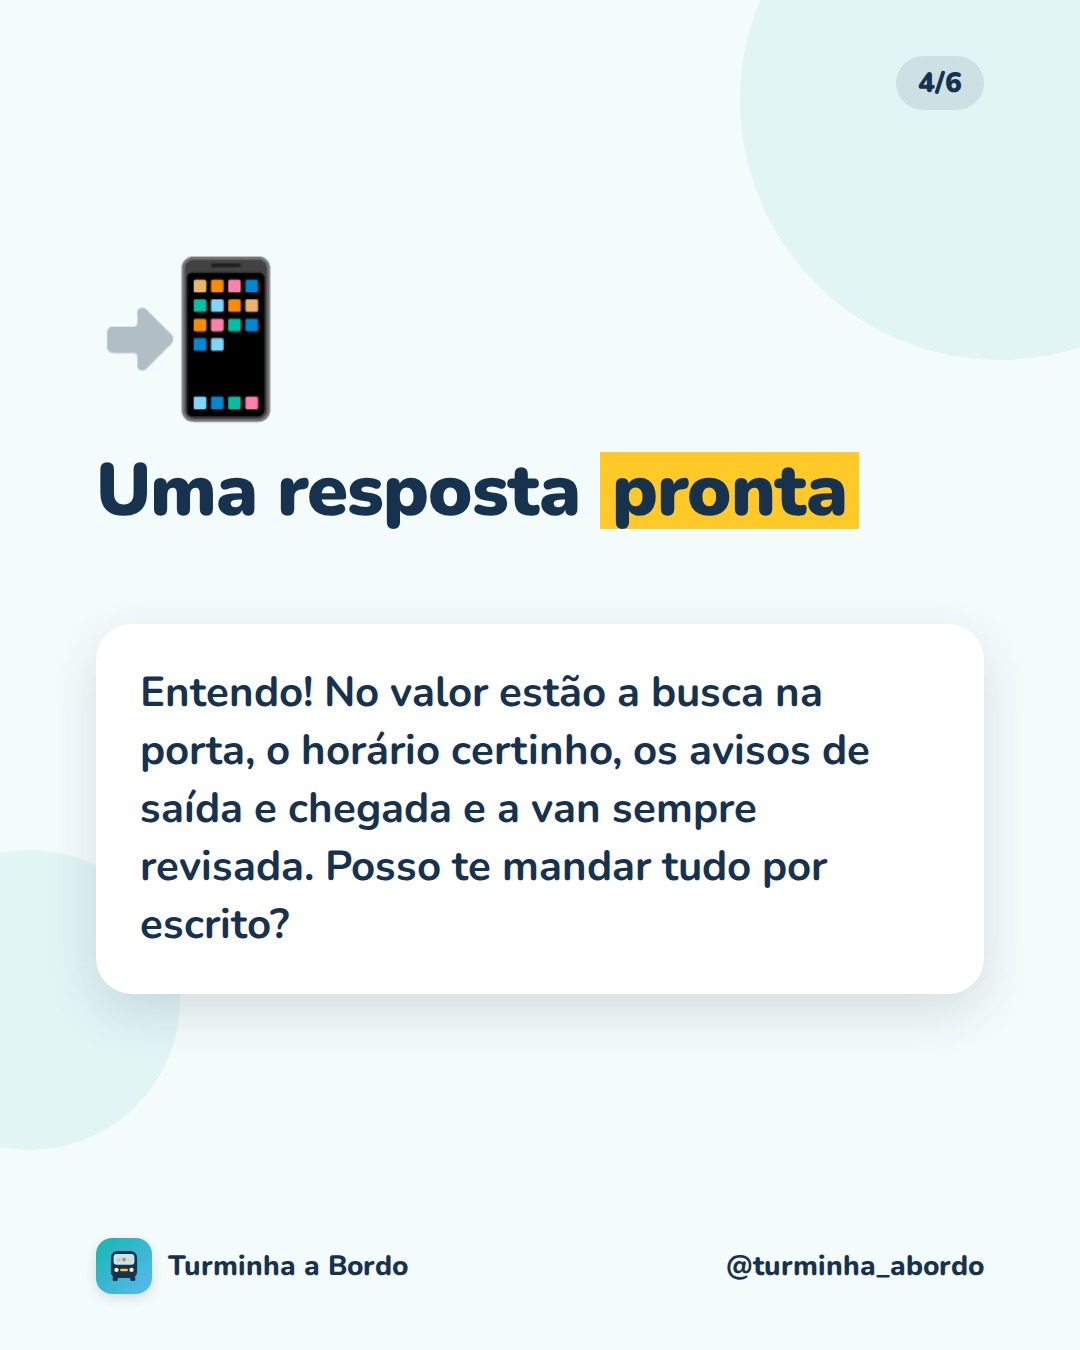 4/6
Uma resposta pronta
Entendo! No valor estão a busca na
porta, o horário certinho, os avisos de
saída e chegada e a van sempre
revisada. Posso te mandar tudo por
escrito?
Turminha a Bordo
@turminha_abordo